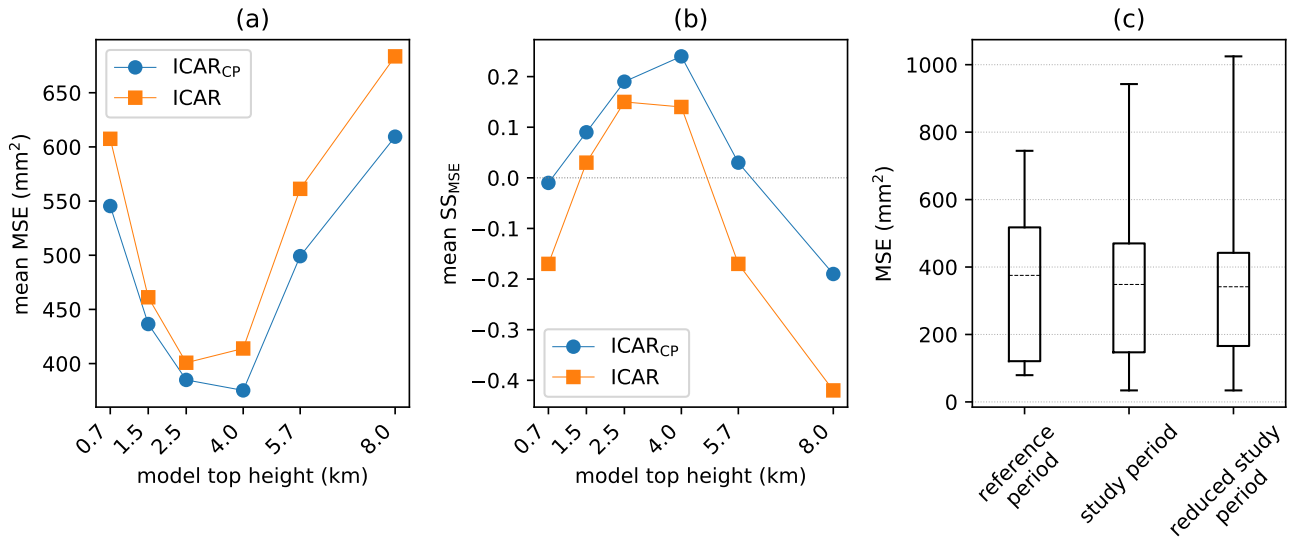 (a)
mean MSE (mm²)
650
600
550
500
450
400
ICAR_CP
ICAR
0.7
1.5
2.5
4.0
5.7
8.0
model top height (km)
(b)
mean SS_MSE
0.2
0.1
0.0
−0.1
−0.2
−0.3
−0.4
ICAR_CP
ICAR
0.7
1.5
2.5
4.0
5.7
8.0
model top height (km)
(c)
MSE (mm²)
1000
800
600
400
200
0
reference
period
study period
reduced study
period